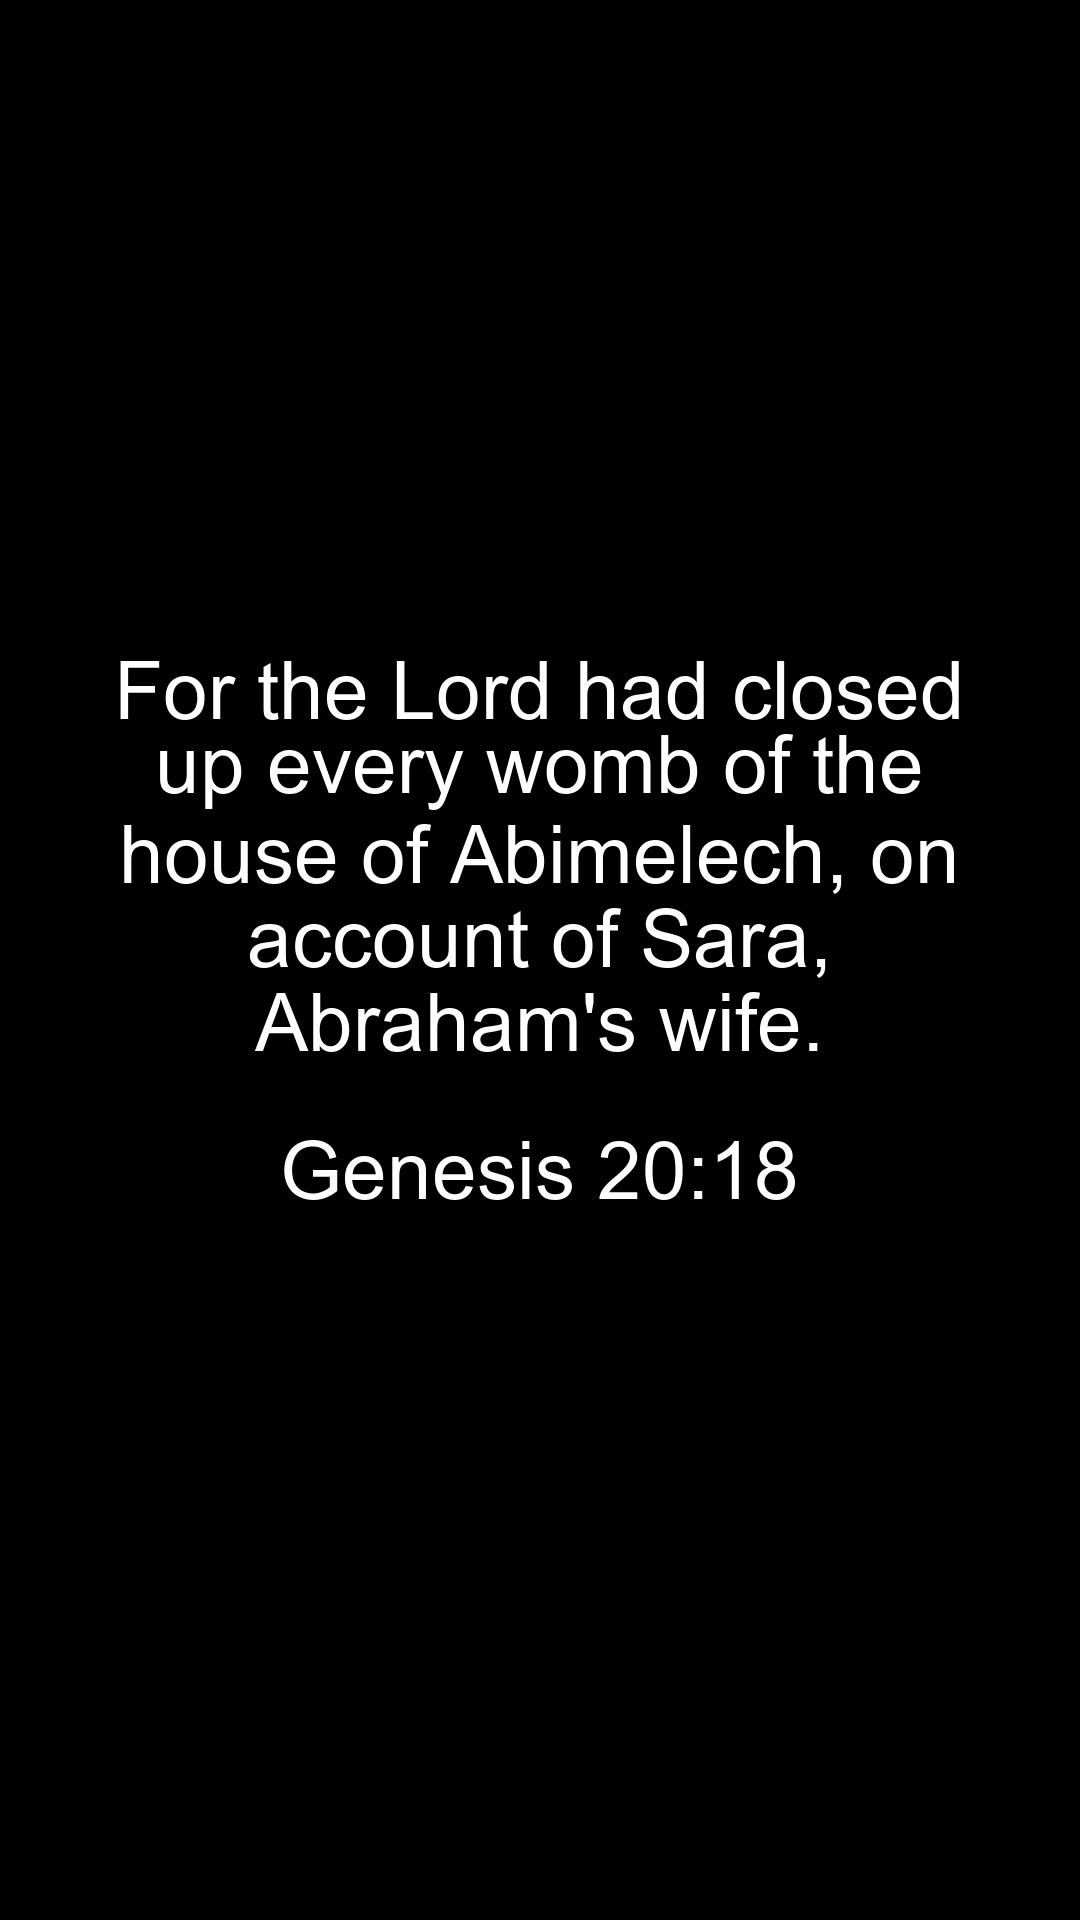 For the Lord had closed
up every womb of the
house of Abimelech, on
account of Sara,
Abraham's wife.
Genesis 20:18